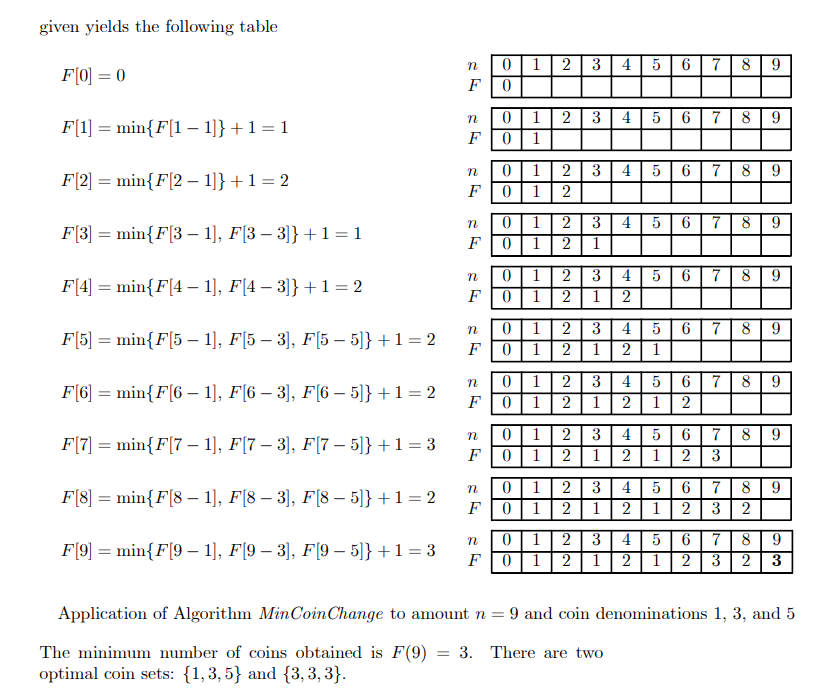 given yields the following table
F[0] = 0
n 0 1 2 3 4 5 6 7 8 9
F 0
F[1] = min{F[1 − 1]} + 1 = 1
n 0 1 2 3 4 5 6 7 8 9
F 0 1
F[2] = min{F[2 − 1]} + 1 = 2
n 0 1 2 3 4 5 6 7 8 9
F 0 1 2
F[3] = min{F[3 − 1], F[3 − 3]} + 1 = 1
n 0 1 2 3 4 5 6 7 8 9
F 0 1 2 1
F[4] = min{F[4 − 1], F[4 − 3]} + 1 = 2
n 0 1 2 3 4 5 6 7 8 9
F 0 1 2 1 2
F[5] = min{F[5 − 1], F[5 − 3], F[5 − 5]} + 1 = 2
n 0 1 2 3 4 5 6 7 8 9
F 0 1 2 1 2 1
F[6] = min{F[6 − 1], F[6 − 3], F[6 − 5]} + 1 = 2
n 0 1 2 3 4 5 6 7 8 9
F 0 1 2 1 2 1 2
F[7] = min{F[7 − 1], F[7 − 3], F[7 − 5]} + 1 = 3
n 0 1 2 3 4 5 6 7 8 9
F 0 1 2 1 2 1 2 3
F[8] = min{F[8 − 1], F[8 − 3], F[8 − 5]} + 1 = 2
n 0 1 2 3 4 5 6 7 8 9
F 0 1 2 1 2 1 2 3 2
F[9] = min{F[9 − 1], F[9 − 3], F[9 − 5]} + 1 = 3
n 0 1 2 3 4 5 6 7 8 9
F 0 1 2 1 2 1 2 3 2 3
Application of Algorithm MinCoinChange to amount n = 9 and coin denominations 1, 3, and 5
The minimum number of coins obtained is F(9) = 3. There are two
optimal coin sets: {1, 3, 5} and {3, 3, 3}.